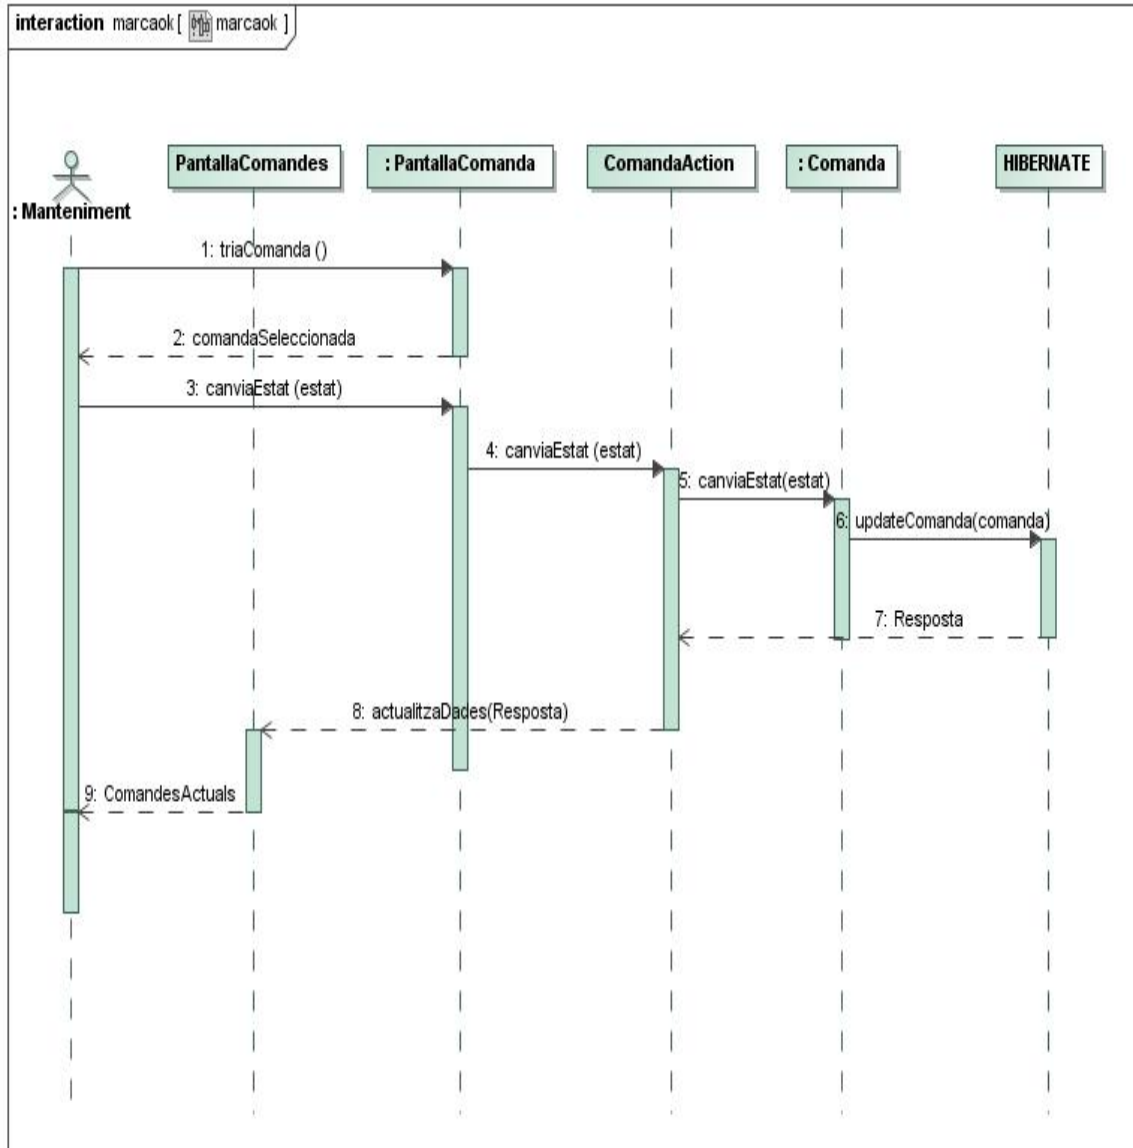 interaction marcaok [ marcaok ]
PantallaComandes
: PantallaComanda
ComandaAction
: Comanda
HIBERNATE
: Manteniment
1: triaComanda ()
2: comandaSeleccionada
3: canviaEstat (estat)
4: canviaEstat (estat)
5: canviaEstat(estat)
6: updateComanda(comanda)
7: Resposta
8: actualitzaDades(Resposta)
9: ComandesActuals